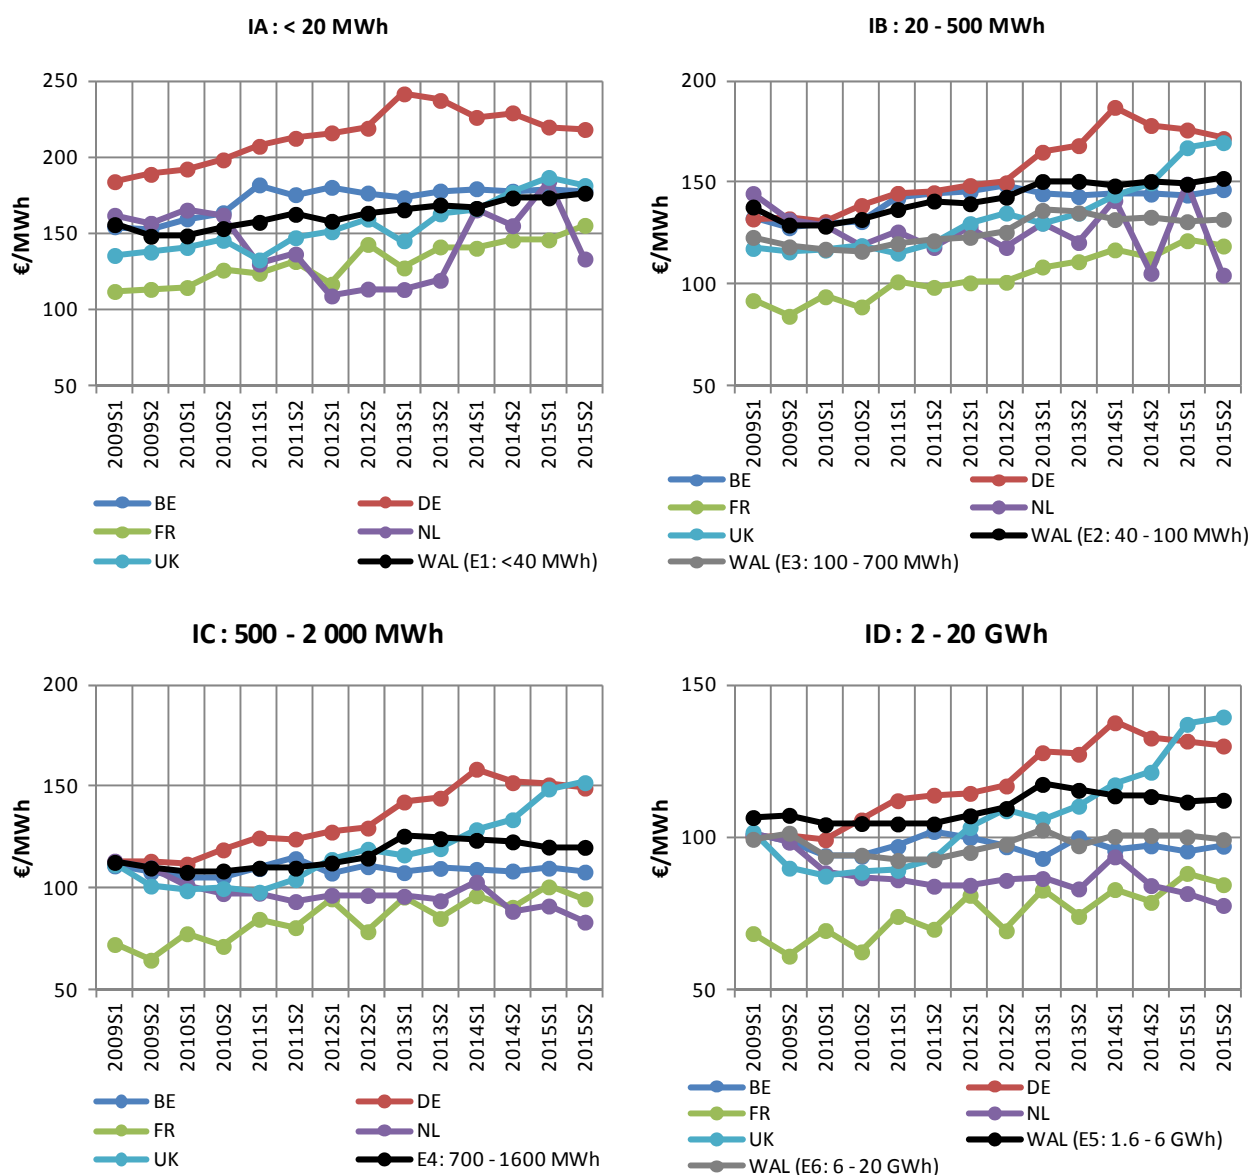 IA : < 20 MWh
250
200
150
100
50
€/MWh
2009S1
2009S2
2010S1
2010S2
2011S1
2011S2
2012S1
2012S2
2013S1
2013S2
2014S1
2014S2
2015S1
2015S2
BE DE
FR NL
UK WAL (E1: <40 MWh)
IB : 20 - 500 MWh
200
150
100
50
€/MWh
2009S1
2009S2
2010S1
2010S2
2011S1
2011S2
2012S1
2012S2
2013S1
2013S2
2014S1
2014S2
2015S1
2015S2
BE DE
FR NL
UK WAL (E2: 40 - 100 MWh)
WAL (E3: 100 - 700 MWh)
IC : 500 - 2 000 MWh
200
150
100
50
€/MWh
2009S1
2009S2
2010S1
2010S2
2011S1
2011S2
2012S1
2012S2
2013S1
2013S2
2014S1
2014S2
2015S1
2015S2
BE DE
FR NL
UK E4: 700 - 1600 MWh
ID : 2 - 20 GWh
150
100
50
€/MWh
2009S1
2009S2
2010S1
2010S2
2011S1
2011S2
2012S1
2012S2
2013S1
2013S2
2014S1
2014S2
2015S1
2015S2
BE DE
FR NL
UK WAL (E5: 1.6 - 6 GWh)
WAL (E6: 6 - 20 GWh)